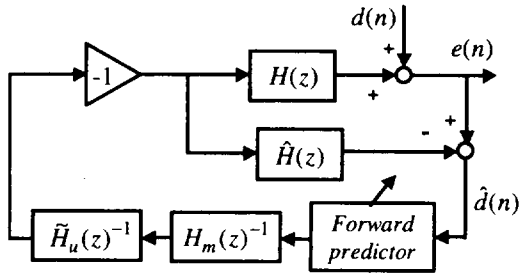 d(n)
e(n)
-1
H(z)
+
+
Ĥ(z)
-
+
d̂(n)
H̃ᵤ(z)⁻¹
Hₘ(z)⁻¹
Forward
predictor